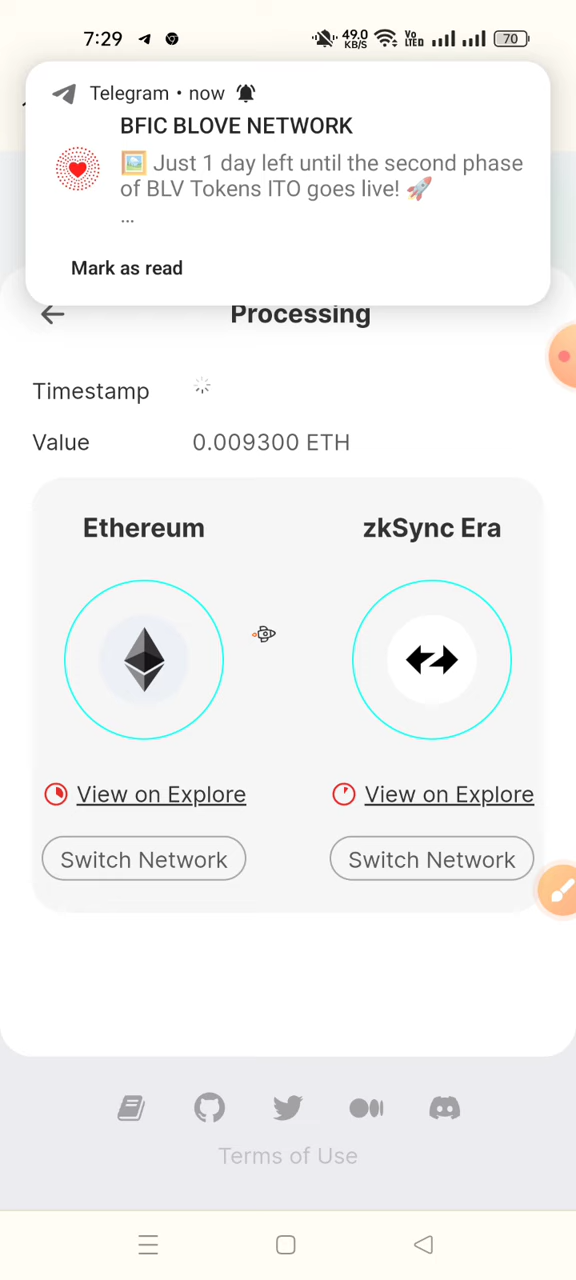 7:29 49.0 KB/S Vo LTE 70
Telegram • now
BFIC BLOVE NETWORK
🖼️ Just 1 day left until the second phase
of BLV Tokens ITO goes live! 🚀
...
Mark as read
Processing
Timestamp
Value 0.009300 ETH
Ethereum zkSync Era
View on Explore View on Explore
Switch Network Switch Network
Terms of Use